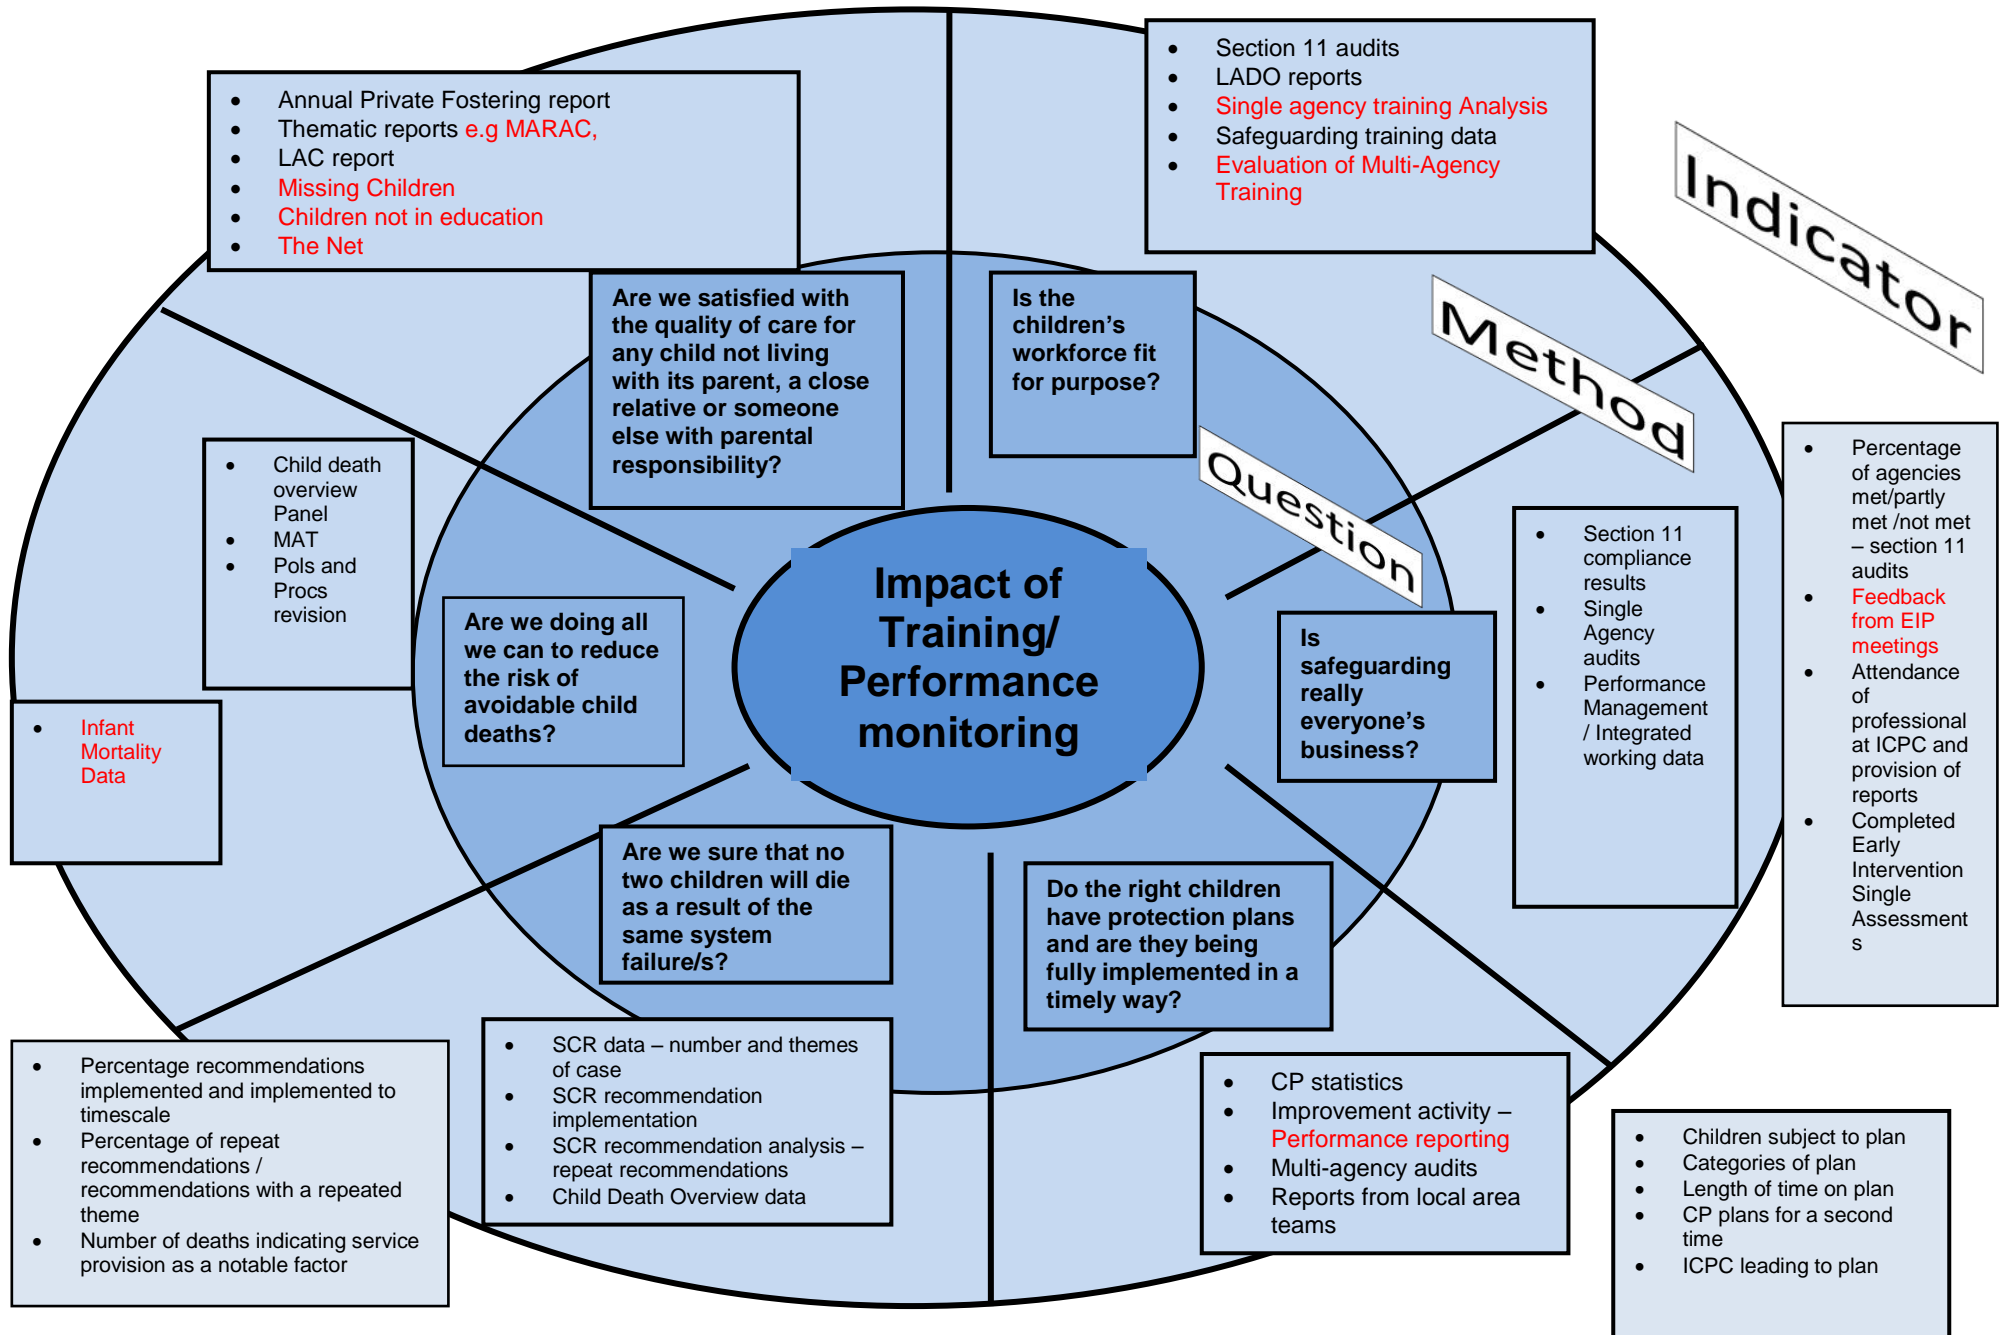 Section 11 audits
LADO reports
Single agency training Analysis
Safeguarding training data
Evaluation of Multi-Agency
Training
Annual Private Fostering report
Thematic reports e.g MARAC,
LAC report
Missing Children
Children not in education
The Net
Indicator
Method
Question
Are we satisfied with
the quality of care for
any child not living
with its parent, a close
relative or someone
else with parental
responsibility?
Is the
children's
workforce fit
for purpose?
Child death
overview
Panel
MAT
Pols and
Procs
revision
Are we doing all
we can to reduce
the risk of
avoidable child
deaths?
Impact of
Training/
Performance
monitoring
Is
safeguarding
really
everyone's
business?
Section 11
compliance
results
Single
Agency
audits
Performance
Management
/ Integrated
working data
Percentage
of agencies
met/partly
met /not met
– section 11
audits
Feedback
from EIP
meetings
Attendance
of
professional
at ICPC and
provision of
reports
Completed
Early
Intervention
Single
Assessment
s
Infant
Mortality
Data
Are we sure that no
two children will die
as a result of the
same system
failure/s?
Do the right children
have protection plans
and are they being
fully implemented in a
timely way?
Percentage recommendations
implemented and implemented to
timescale
Percentage of repeat
recommendations /
recommendations with a repeated
theme
Number of deaths indicating service
provision as a notable factor
SCR data – number and themes
of case
SCR recommendation
implementation
SCR recommendation analysis –
repeat recommendations
Child Death Overview data
CP statistics
Improvement activity –
Performance reporting
Multi-agency audits
Reports from local area
teams
Children subject to plan
Categories of plan
Length of time on plan
CP plans for a second
time
ICPC leading to plan